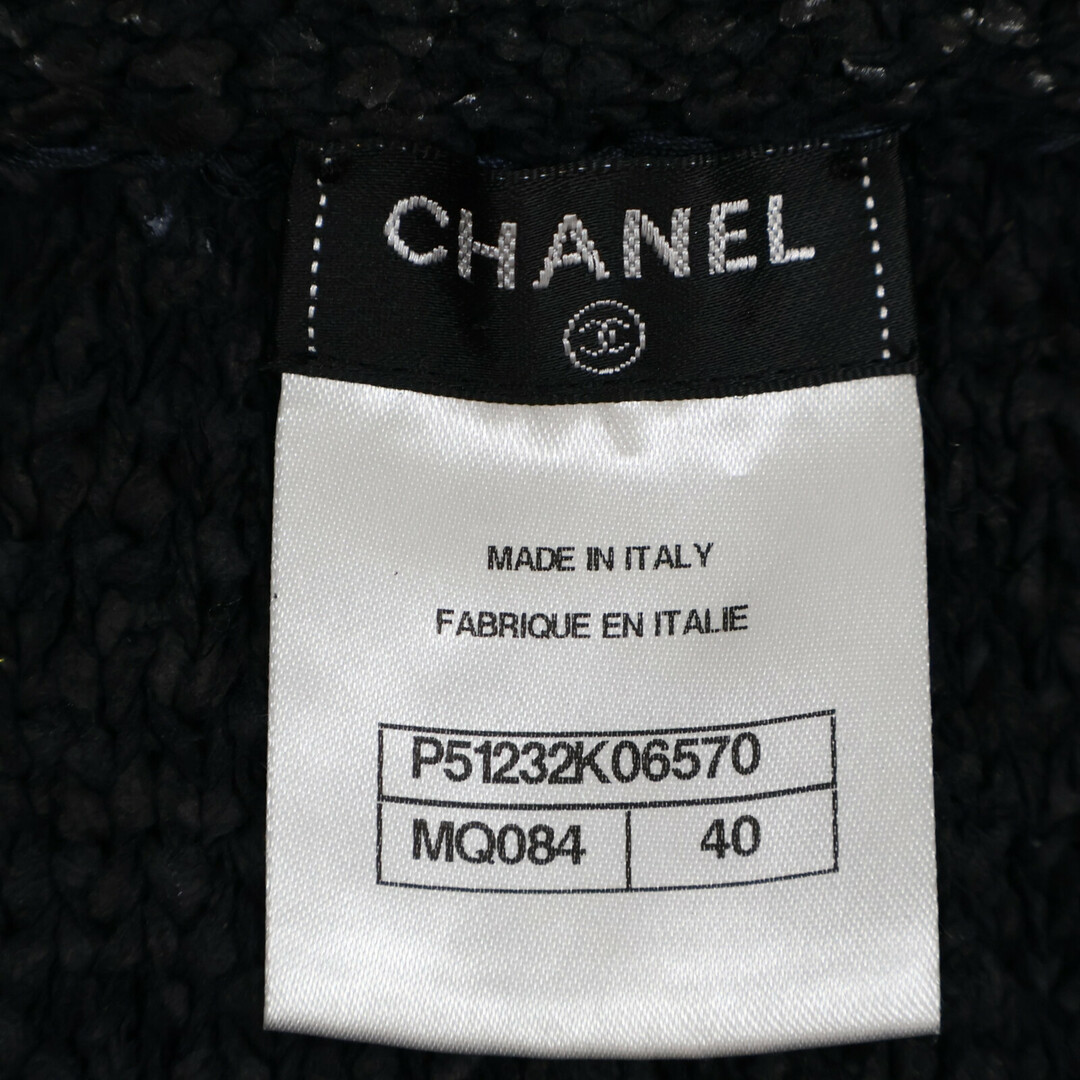 CHANEL
MADE IN ITALY
FABRIQUE EN ITALIE
P51232K06570
MQ084 40